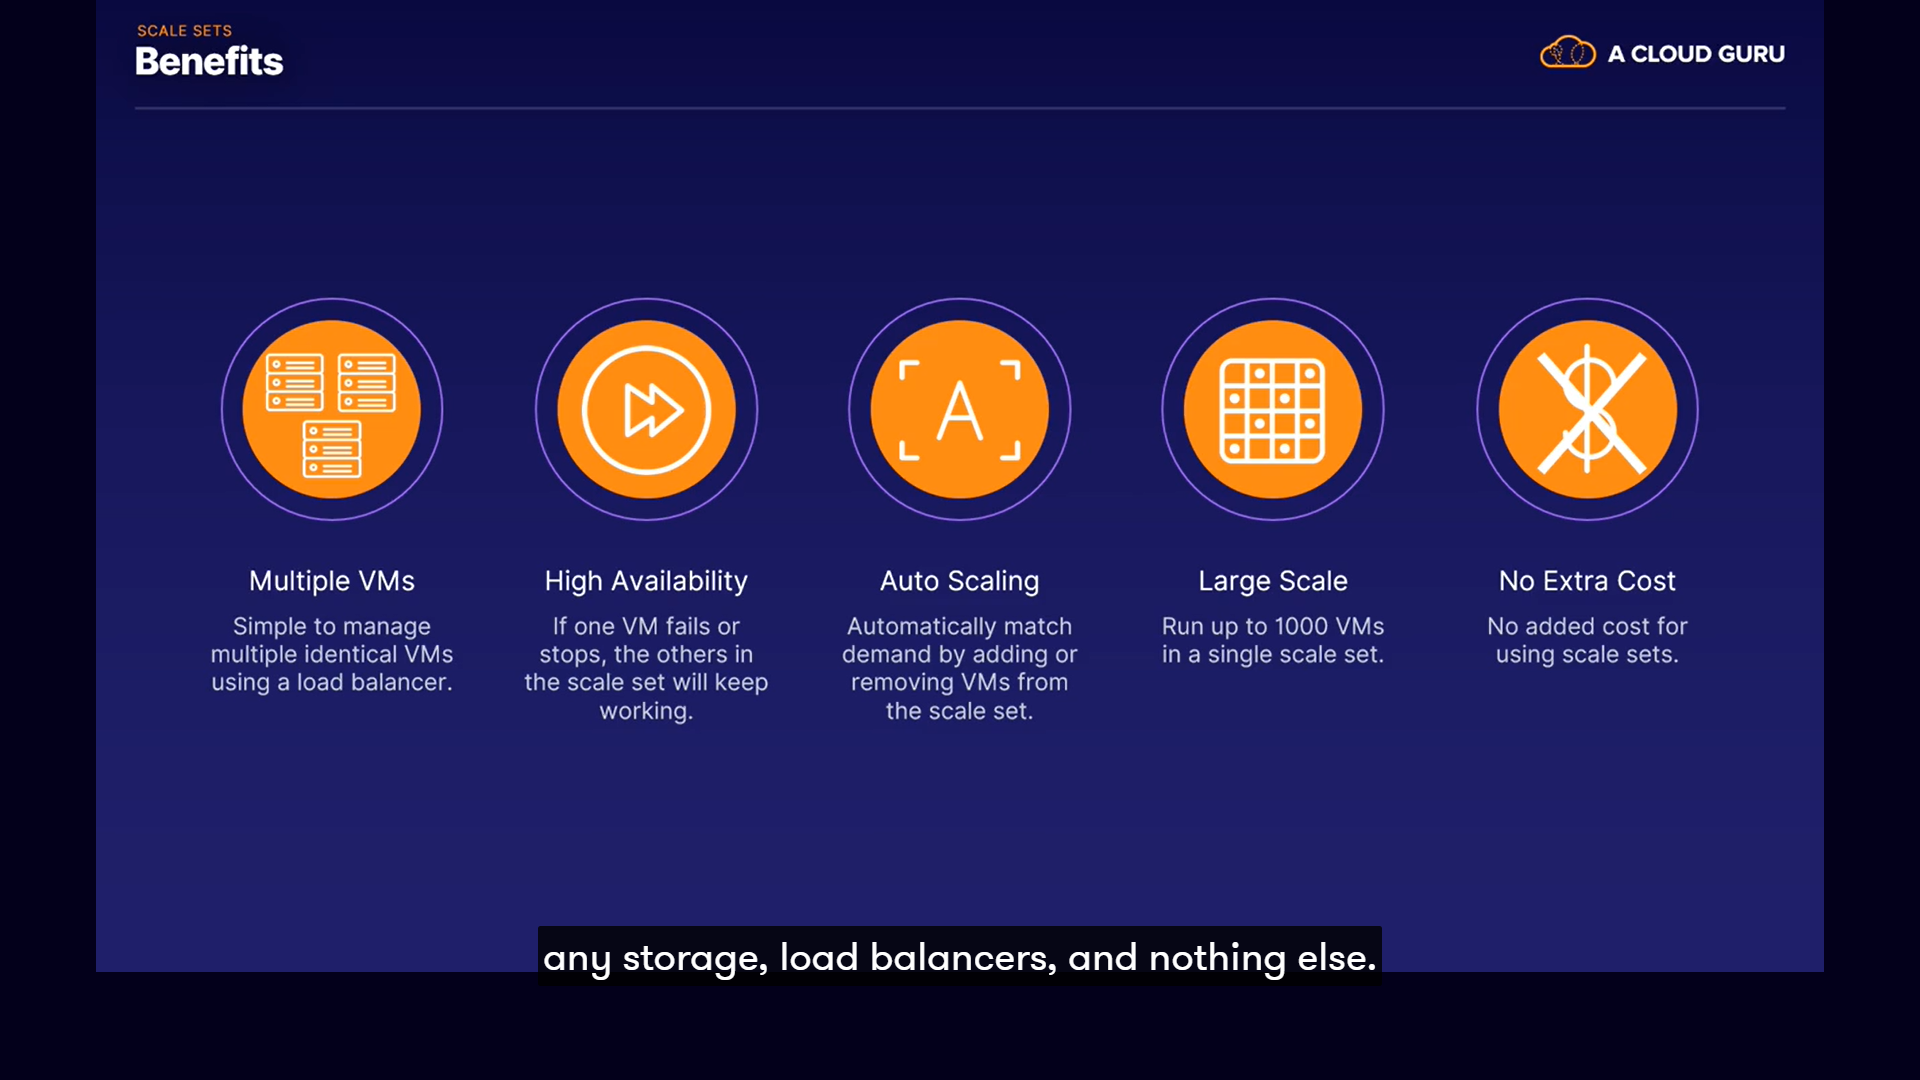 SCALE SETS
Benefits
A CLOUD GURU
A
Multiple VMs
Simple to manage
multiple identical VMs
using a load balancer.
High Availability
If one VM fails or
stops, the others in
the scale set will keep
working.
Auto Scaling
Automatically match
demand by adding or
removing VMs from
the scale set.
Large Scale
Run up to 1000 VMs
in a single scale set.
No Extra Cost
No added cost for
using scale sets.
any storage, load balancers, and nothing else.